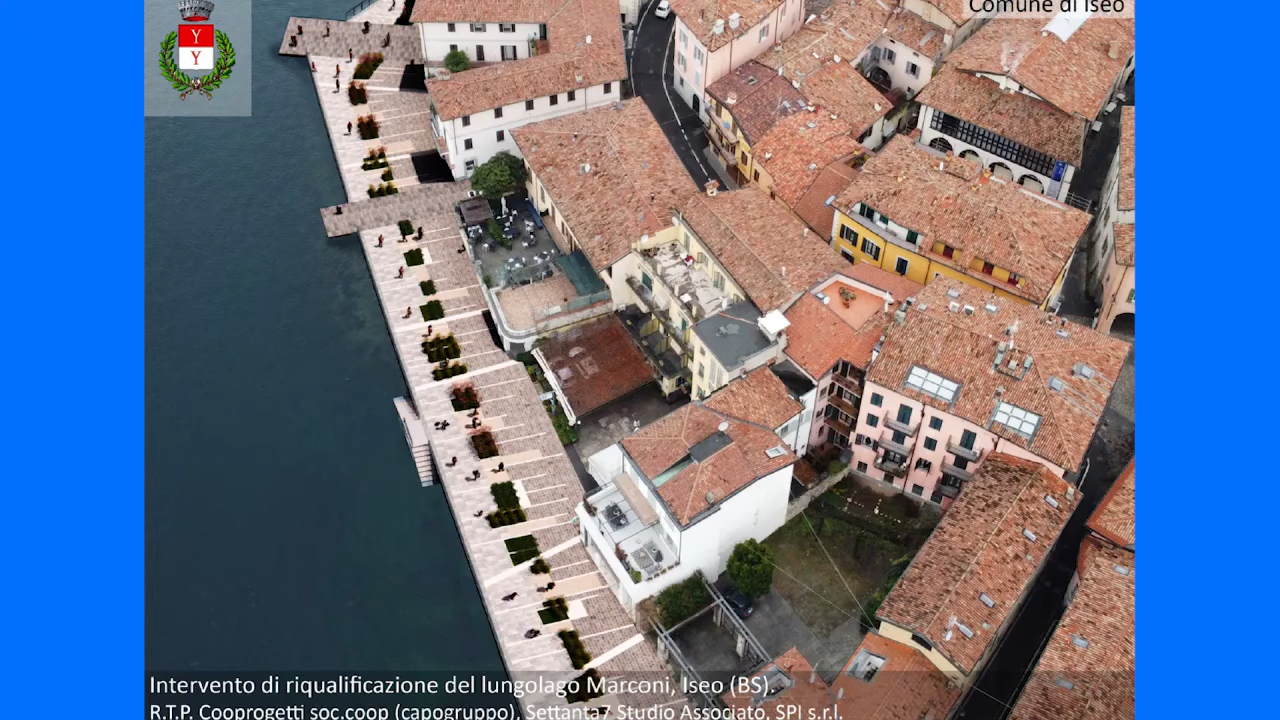 Comune di Iseo
Y Y
Y
Intervento di riqualificazione del lungolago Marconi, Iseo (BS).
R.T.P. Cooprogetti soc.coop (capogruppo), Settanta7 Studio Associato, SPI s.r.l.